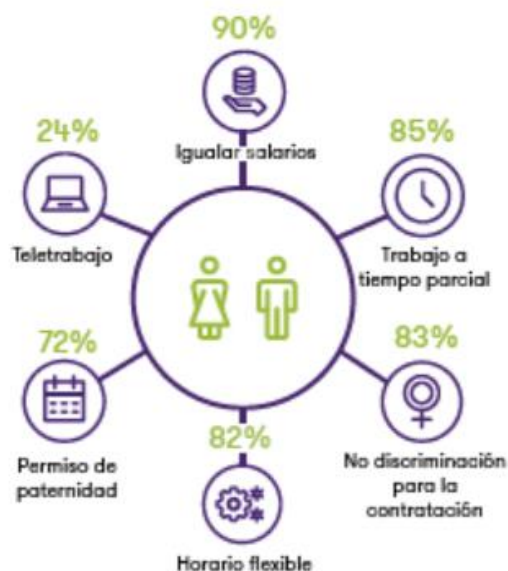 90%
Igualar salarios
85%
Trabajo a
tiempo parcial
83%
No discriminación
para la
contratación
82%
Horario flexible
72%
Permiso de
paternidad
24%
Teletrabajo